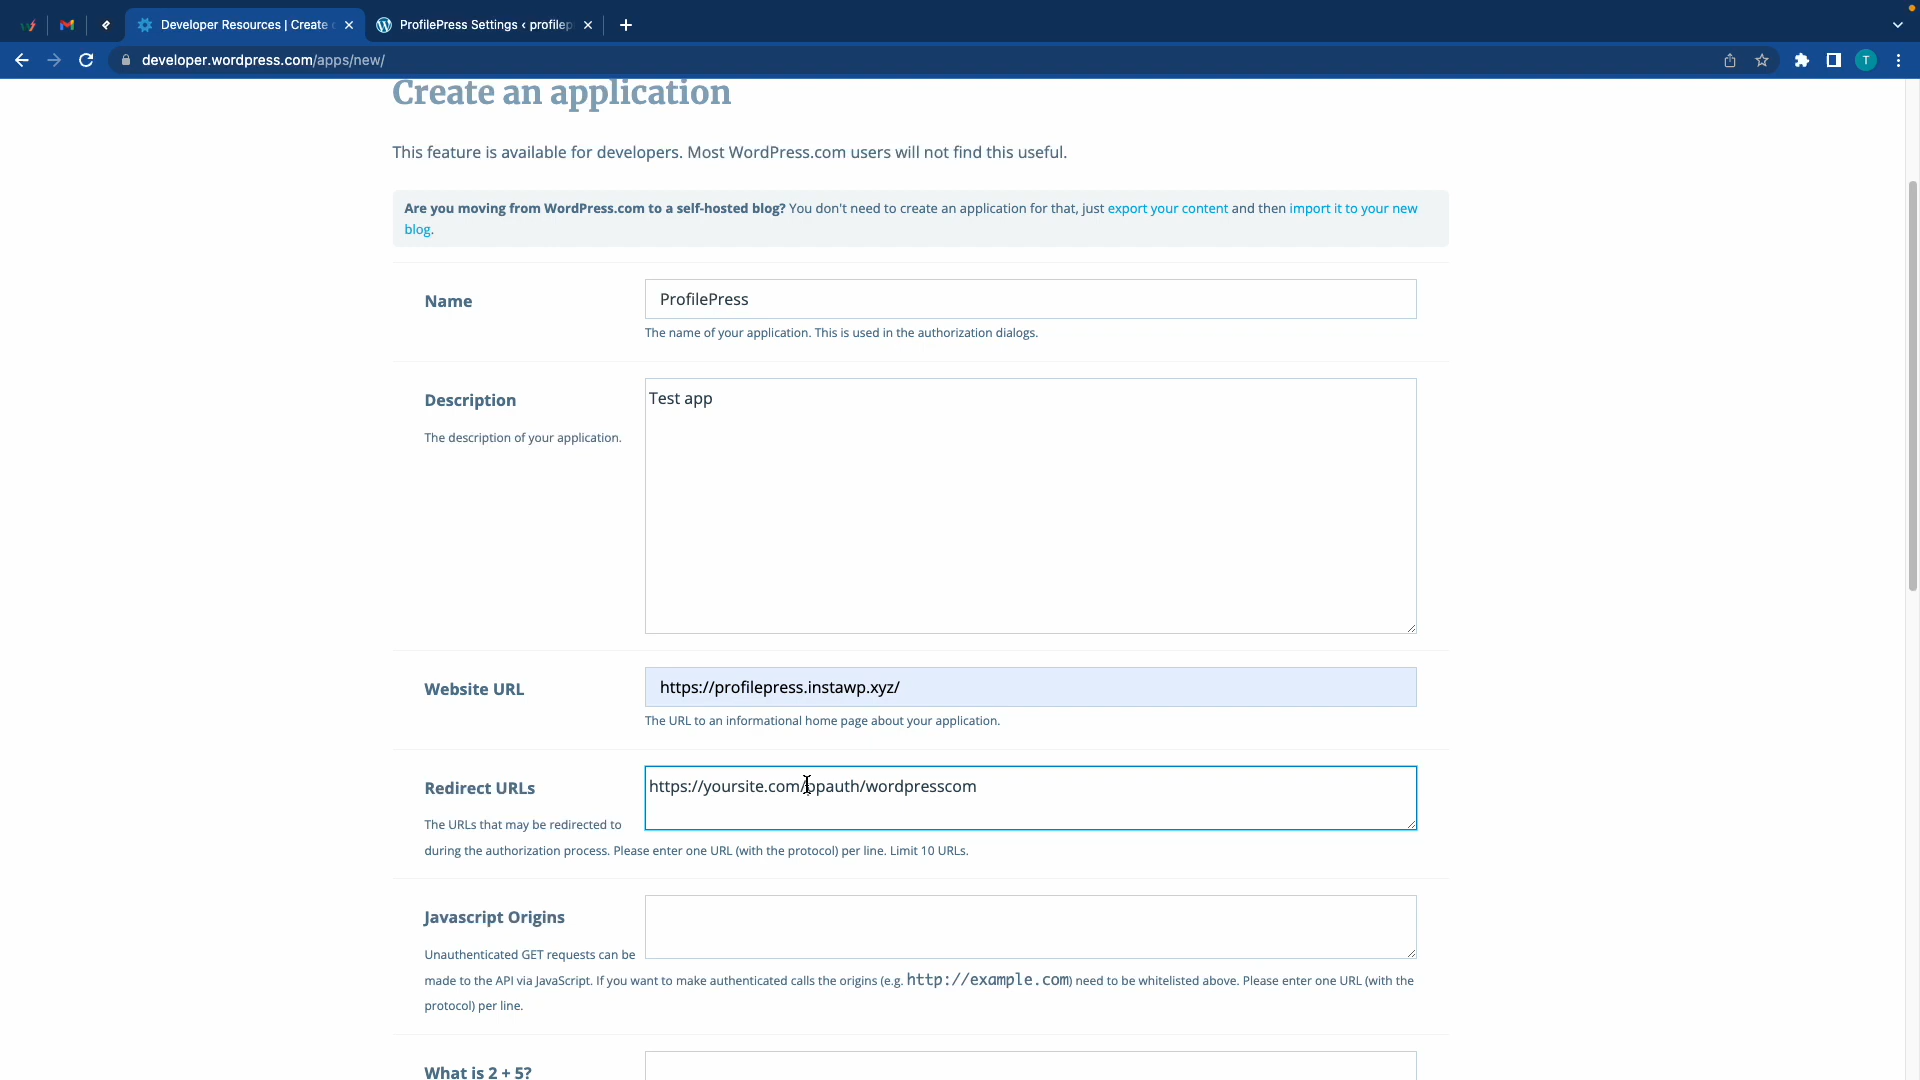 Developer Resources | Create
ProfilePress Settings ‹ profilep
developer.wordpress.com/apps/new/
T
Create an application
This feature is available for developers. Most WordPress.com users will not find this useful.
Are you moving from WordPress.com to a self-hosted blog? You don't need to create an application for that, just export your content and then import it to your new
blog.
Name
ProfilePress
The name of your application. This is used in the authorization dialogs.
Description
Test app
The description of your application.
Website URL
https://profilepress.instawp.xyz/
The URL to an informational home page about your application.
Redirect URLs
https://yoursite.com/ppauth/wordpresscom
The URLs that may be redirected to
during the authorization process. Please enter one URL (with the protocol) per line. Limit 10 URLs.
Javascript Origins
Unauthenticated GET requests can be
made to the API via JavaScript. If you want to make authenticated calls the origins (e.g. http://example.com) need to be whitelisted above. Please enter one URL (with the
protocol) per line.
What is 2 + 5?